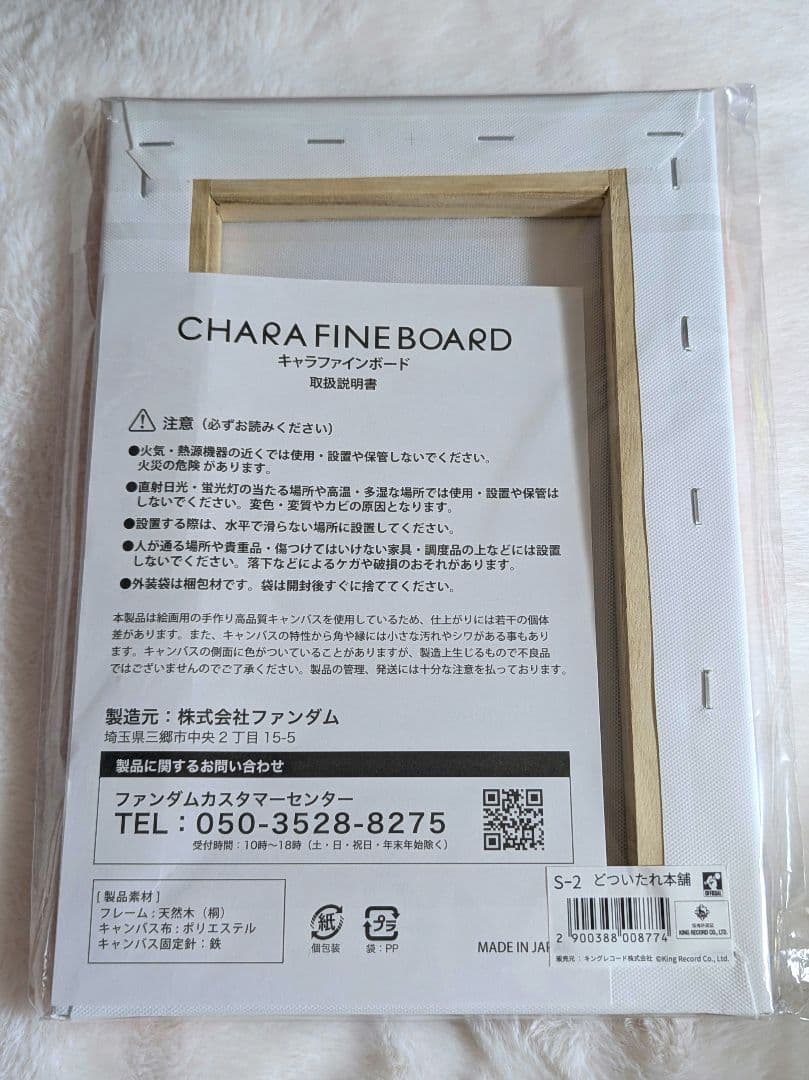 CHARA FINE BOARD
キャラファインボード
取扱説明書
注意（必ずお読みください）
●火気・熱源機器の近くでは使用・設置や保管しないでください。
火災の危険 があります。
●直射日光・蛍光灯の当たる場所や高温・多湿な場所では使用・設置や保管は
しないでください。変色・変質やカビの原因となります。
●設置する際は、水平で滑らない場所に設置してください。
●人が通る場所や貴重品・傷つけてはいけない家具・調度品の上などには設置
しないでください。落下などによるケガや破損のおそれがあります。
●外装袋は梱包材です。袋は開封後すぐに捨ててください。
本製品は絵画用の手作り高品質キャンバスを使用しているため、仕上がりには若干の個体
差があります。また、キャンバスの特性から角や縁には小さな汚れやシワがある事もあり
ます。キャンバスの側面に色がついていることがありますが、製造上生じるもので不良品
ではございませんのでご了承ください。製品の管理、発送には十分な注意を払っております。
製造元：株式会社ファンダム
埼玉県三郷市中央２丁目 15-5
製品に関するお問い合わせ
ファンダムカスタマーセンター
TEL：050-3528-8275
受付時間：10時〜18時（土・日・祝日・年末年始除く）
[ 製品素材 ]
フレーム : 天然木（桐）
キャンバス布 : ポリエステル
キャンバス固定針 : 鉄
紙
個包装
プラ
袋：PP
MADE IN JAP
S-2 どついたれ本舗
OFFICIAL
2 900388 008774
KING RECORD CO., LTD.
販売元 : キングレコード株式会社 ©King Record Co., Ltd.